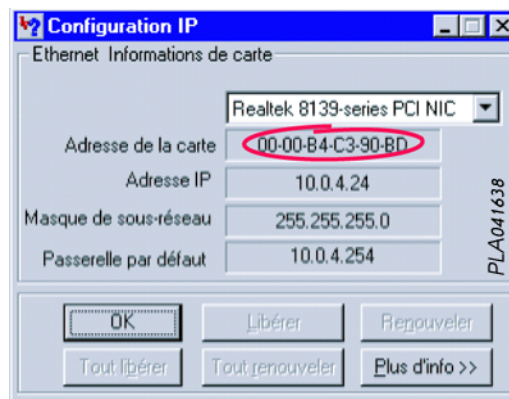 Configuration IP
Ethernet Informations de carte
Realtek 8139-series PCI NIC
Adresse de la carte 00-00-B4-C3-90-BD
Adresse IP 10.0.4.24
Masque de sous-réseau 255.255.255.0
Passerelle par défaut 10.0.4.254
PLA041638
OK Libérer Renouveler
Tout libérer Tout renouveler Plus d'info >>